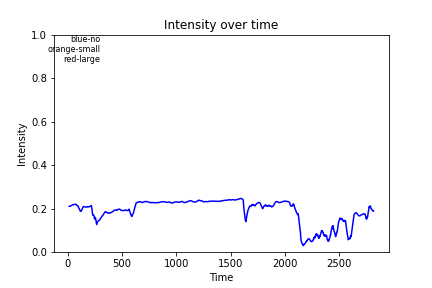 Intensity over time
blue-no
orange-small
red-large
1.0
0.8
0.6
0.4
0.2
0.0
Intensity
0 500 1000 1500 2000 2500
Time